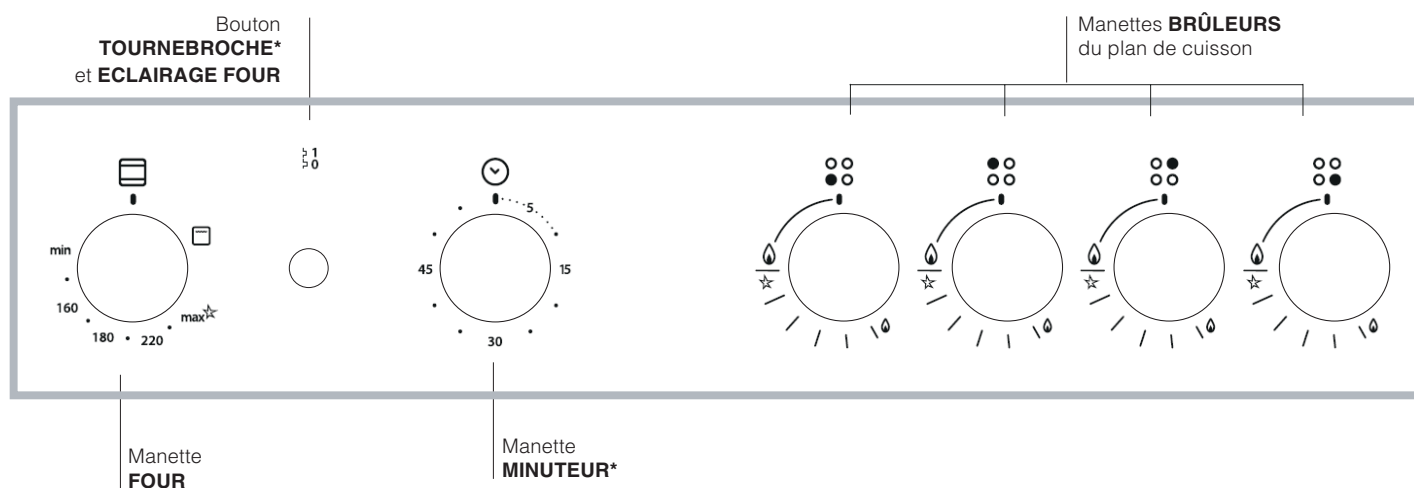 Bouton
TOURNEBROCHE*
et ECLAIRAGE FOUR
Manettes BRÛLEURS
du plan de cuisson
1
0
min
160
180
220
max
5
15
30
45
Manette
FOUR
Manette
MINUTEUR*